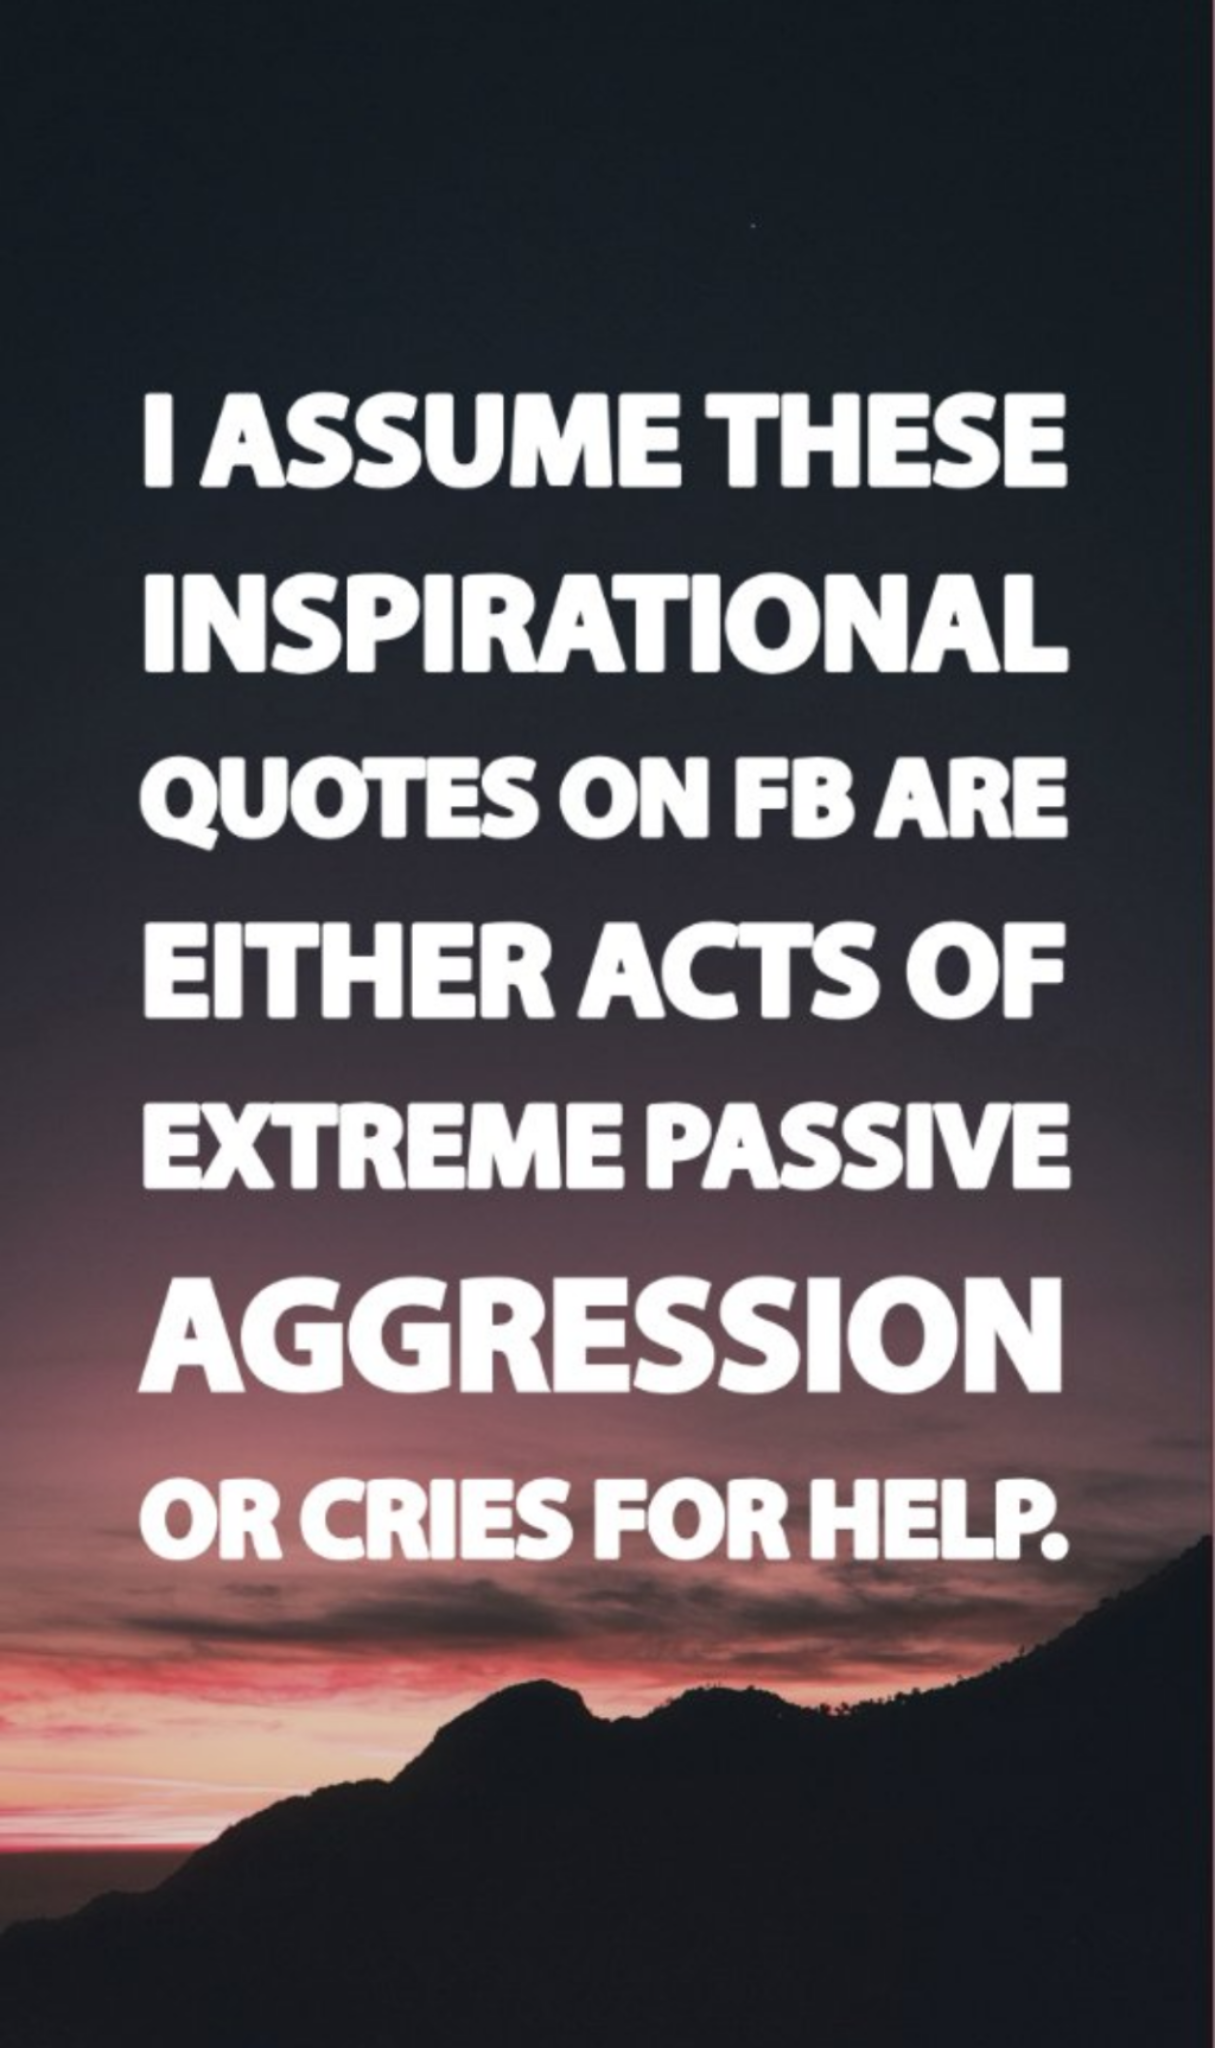 I ASSUME THESE
INSPIRATIONAL
QUOTES ON FB ARE
EITHER ACTS OF
EXTREME PASSIVE
AGGRESSION
OR CRIES FOR HELP.